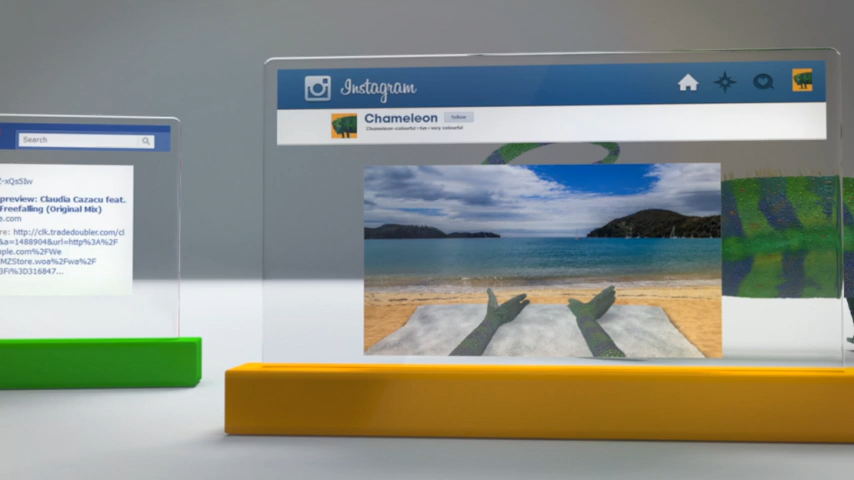 Search
-xQsSIw
preview: Claudia Cazacu feat.
Freefalling (Original Mix)
e.com
re: http://clk.tradedoubler.com/cl
&a=1488904&url=http%3A%2F
ple.com%2FWe
MZStore.woa%2Fwa%2F
3Fi%3D316847...
Instagram
Chameleon
Follow
Chameleon colourful - for i very colourful